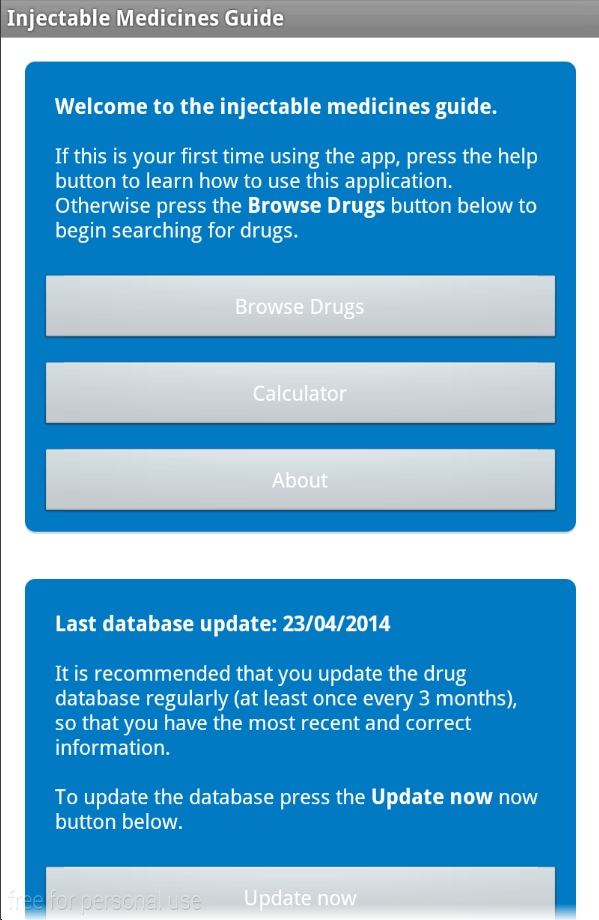 Injectable Medicines Guide
Welcome to the injectable medicines guide.
If this is your first time using the app, press the help
button to learn how to use this application.
Otherwise press the Browse Drugs button below to
begin searching for drugs.
Browse Drugs
Calculator
About
Last database update: 23/04/2014
It is recommended that you update the drug
database regularly (at least once every 3 months),
so that you have the most recent and correct
information.
To update the database press the Update now now
button below.
Update now
free for personal use